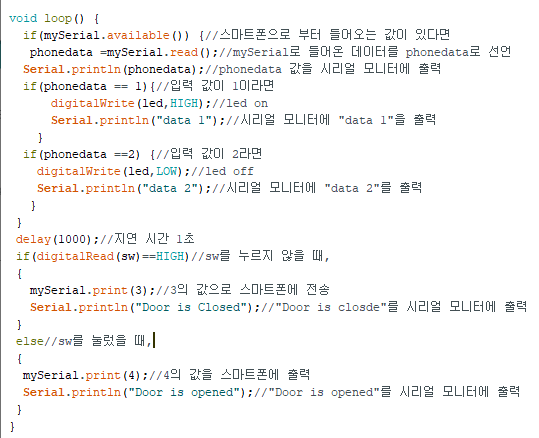 void loop() {
if(mySerial.available()) {//스마트폰으로 부터 들어오는 값이 있다면
phonedata =mySerial.read();//mySerial로 들어온 데이터를 phonedata로 선언
Serial.println(phonedata);//phonedata 값을 시리얼 모니터에 출력
if(phonedata == 1){//입력 값이 1이라면
digitalWrite(led,HIGH);//led on
Serial.println("data 1");//시리얼 모니터에 "data 1"을 출력
}
if(phonedata ==2) {//입력 값이 2라면
digitalWrite(led,LOW);//led off
Serial.println("data 2");//시리얼 모니터에 "data 2"를 출력
}
}
delay(1000);//지연 시간 1초
if(digitalRead(sw)==HIGH)//sw를 누르지 않을 때,
{
mySerial.print(3);//3의 값으로 스마트폰에 전송
Serial.println("Door is Closed");//"Door is closde"를 시리얼 모니터에 출력
}
else//sw를 눌렀을 때,
{
mySerial.print(4);//4의 값을 스마트폰에 출력
Serial.println("Door is opened");//"Door is opened"를 시리얼 모니터에 출력
}
}